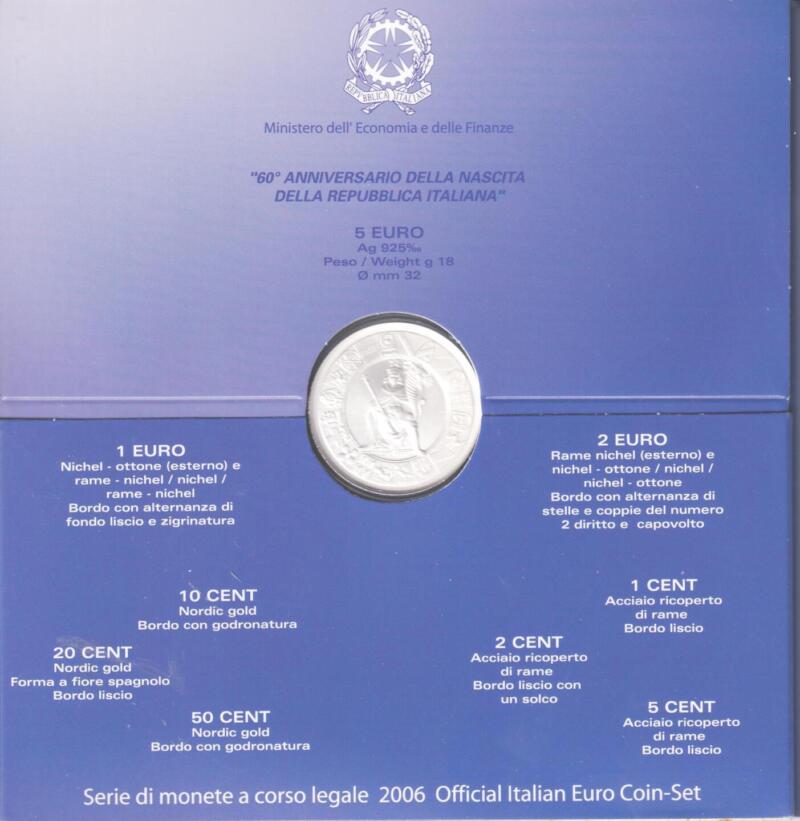 REPVBBLICA ITALIANA
Ministero dell' Economia e delle Finanze
"60° ANNIVERSARIO DELLA NASCITA
DELLA REPUBBLICA ITALIANA"
5 EURO
Ag 925‰
Peso / Weight g 18
Ø mm 32
1 EURO
Nichel - ottone (esterno) e
rame - nichel / nichel /
rame - nichel
Bordo con alternanza di
fondo liscio e zigrinatura
2 EURO
Rame nichel (esterno) e
nichel - ottone / nichel /
nichel - ottone
Bordo con alternanza di
stelle e coppie del numero
2 diritto e capovolto
10 CENT
Nordic gold
Bordo con godronatura
1 CENT
Acciaio ricoperto
di rame
Bordo liscio
20 CENT
Nordic gold
Forma a fiore spagnolo
Bordo liscio
2 CENT
Acciaio ricoperto
di rame
Bordo liscio con
un solco
50 CENT
Nordic gold
Bordo con godronatura
5 CENT
Acciaio ricoperto
di rame
Bordo liscio
Serie di monete a corso legale 2006 Official Italian Euro Coin-Set